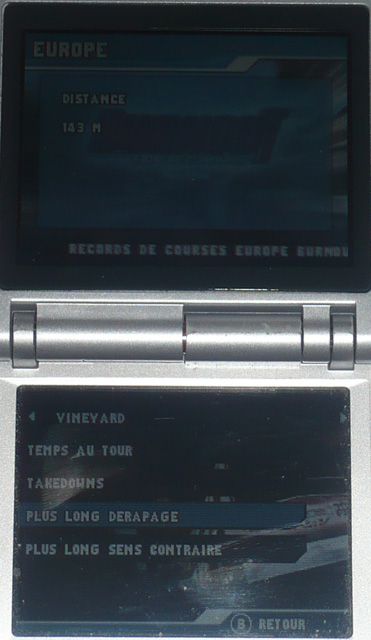 EUROPE
DISTANCE
143 M
RECORDS DE COURSES EUROPE
VINEYARD
TEMPS AU TOUR
TAKEDOWNS
PLUS LONG DERAPAGE
PLUS LONG SENS CONTRAIRE
B RETOUR